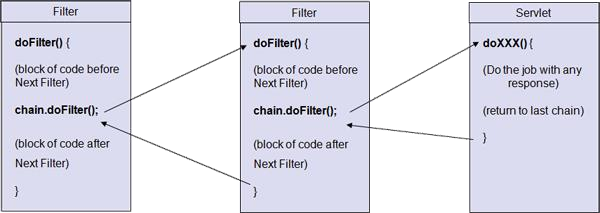 Filter
doFilter() {
(block of code before
Next Filter)
chain.doFilter();
(block of code after
Next Filter)
}
Filter
doFilter() {
(block of code before
Next Filter)
chain.doFilter();
(block of code after
Next Filter)
}
Servlet
doXXX() {
(Do the job with any
response)
(return to last chain)
}